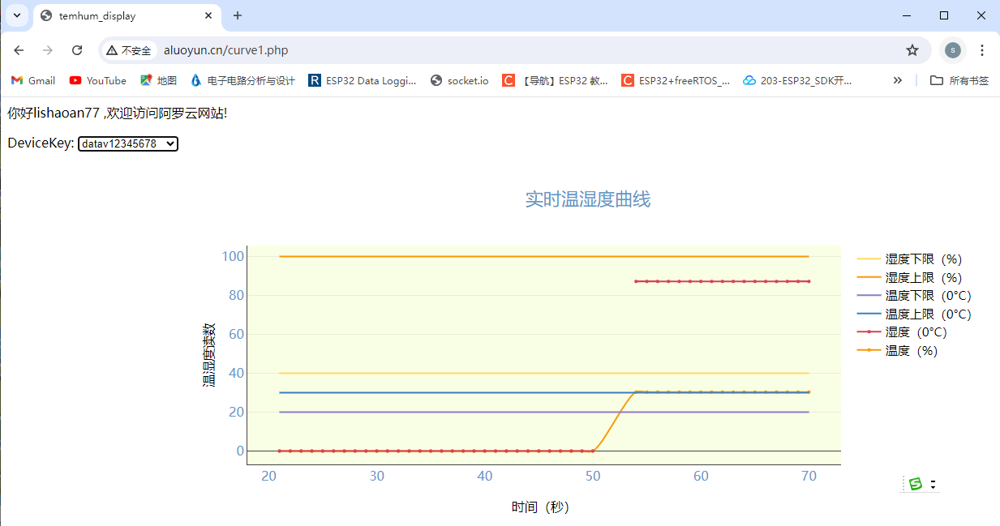 temhum_display
不安全
aluoyun.cn/curve1.php
s
Gmail
YouTube
地图
电子电路分析与设计
R
ESP32 Data Loggi...
socket.io
C
【导航】ESP32 教...
C
ESP32+freeRTOS_...
203-ESP32_SDK开...
所有书签
你好lishaoan77 ,欢迎访问阿罗云网站!
DeviceKey: datav12345678
实时温湿度曲线
温湿度读数
100
80
60
40
20
0
20 30 40 50 60 70
时间（秒）
湿度下限（%）
湿度上限（%）
温度下限（0°C）
温度上限（0°C）
湿度（0°C）
温度（%）
S